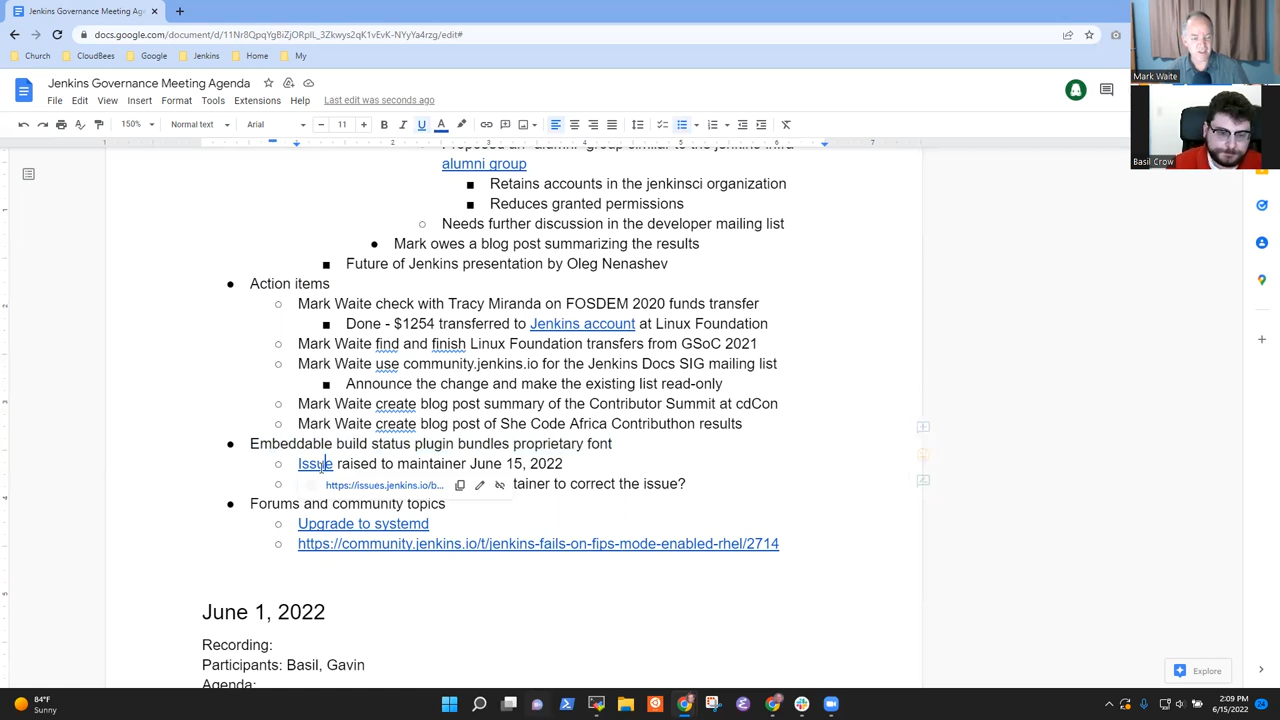 Jenkins Governance Meeting Age
docs.google.com/document/d/11Nr8QpqYgBiZjORpIL_3Zkwys2qK1vEvK-NYyYa4rzg/edit#
Church
CloudBees
Google
Jenkins
Home
My
Mark Waite
Jenkins Governance Meeting Agenda
File Edit View Insert Format Tools Extensions Help Last edit was seconds ago
150% Normal text Arial 11
Basil Crow
alumni group
Retains accounts in the jenkinsci organization
Reduces granted permissions
Needs further discussion in the developer mailing list
Mark owes a blog post summarizing the results
Future of Jenkins presentation by Oleg Nenashev
Action items
Mark Waite check with Tracy Miranda on FOSDEM 2020 funds transfer
Done - $1254 transferred to Jenkins account at Linux Foundation
Mark Waite find and finish Linux Foundation transfers from GSoC 2021
Mark Waite use community.jenkins.io for the Jenkins Docs SIG mailing list
Announce the change and make the existing list read-only
Mark Waite create blog post summary of the Contributor Summit at cdCon
Mark Waite create blog post of She Code Africa Contributhon results
Embeddable build status plugin bundles proprietary font
Issue raised to maintainer June 15, 2022
https://issues.jenkins.io/b...
tainer to correct the issue?
Forums and community topics
Upgrade to systemd
https://community.jenkins.io/t/jenkins-fails-on-fips-mode-enabled-rhel/2714
June 1, 2022
Recording:
Participants: Basil, Gavin
Agenda:
Explore
84°F
Sunny
2:09 PM
6/15/2022